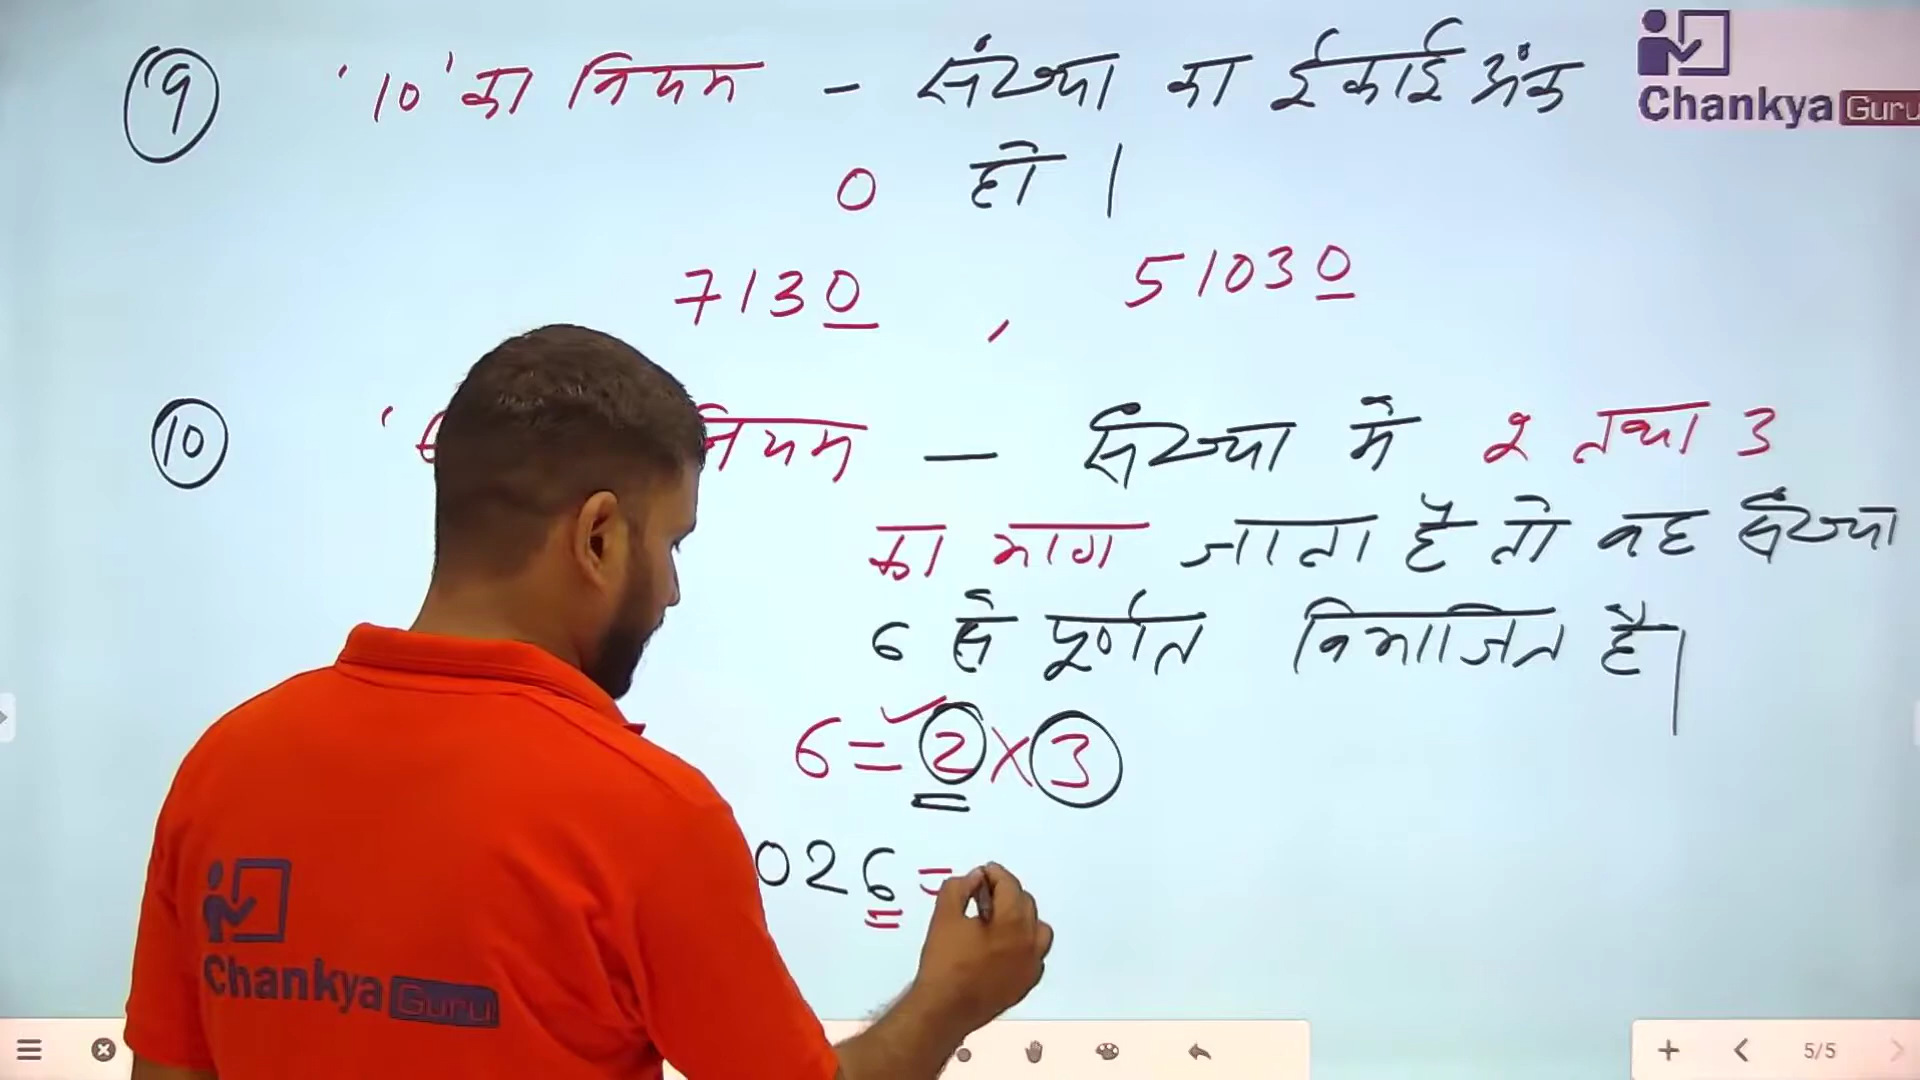 Chankya Guru
9 '10' का नियम - संख्या का ईकाई अंक
0 हो।
7130 , 51030
10 नियम — संख्या में 2 तथा 3
का भाग जाता है तो वह संख्या
6 से पूर्णत विभाजित है।
6 = 2 × 3
026 =
Chankya Guru
5/5